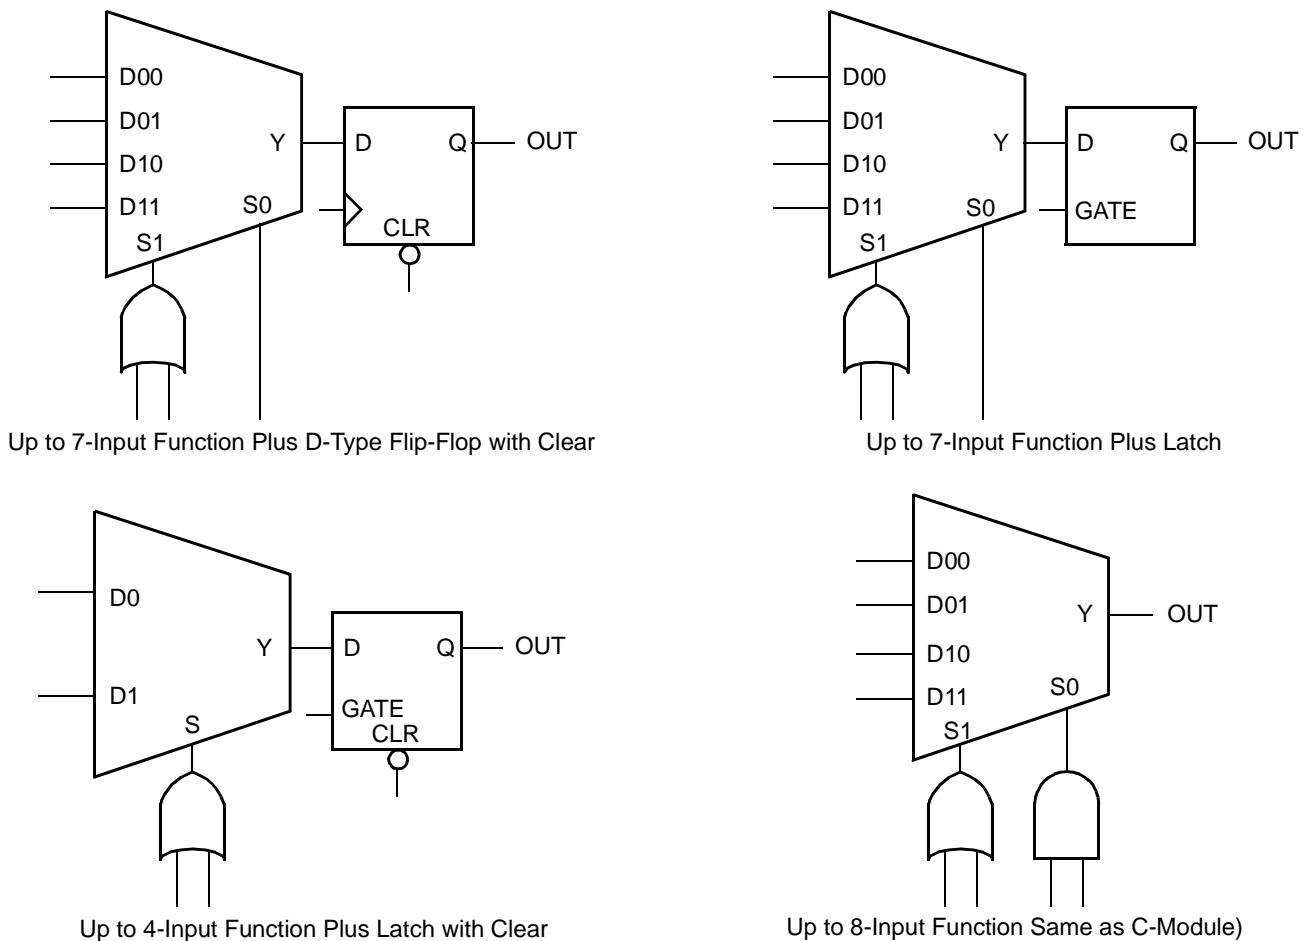 D00
D01
D10
D11
Y
S0
S1
D
Q
CLR
OUT
Up to 7-Input Function Plus D-Type Flip-Flop with Clear
D00
D01
D10
D11
Y
S0
S1
D
Q
GATE
OUT
Up to 7-Input Function Plus Latch
D0
D1
Y
S
D
Q
GATE
CLR
OUT
Up to 4-Input Function Plus Latch with Clear
D00
D01
D10
D11
Y
S0
S1
OUT
Up to 8-Input Function Same as C-Module)